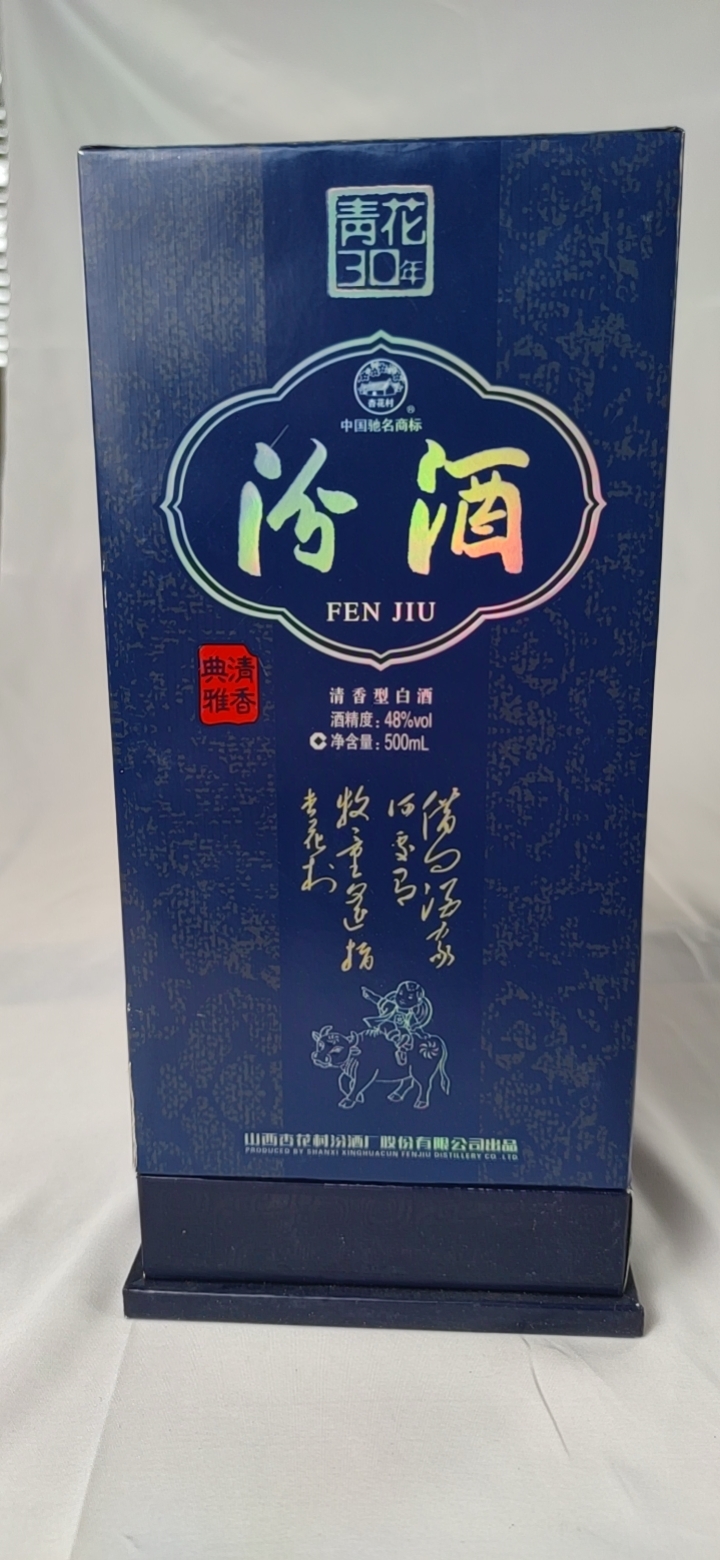 青花
30年
杏花村
®
中国驰名商标
汾酒
FEN JIU
清香
典雅
清香型白酒
酒精度：48%vol
C 净含量：500mL
借问酒家
何处有
牧童遥指
杏花村
山西杏花村汾酒厂股份有限公司出品
PRODUCED BY SHANXI XINGHUACUN FENJIU DISTILLERY CO. LTD.